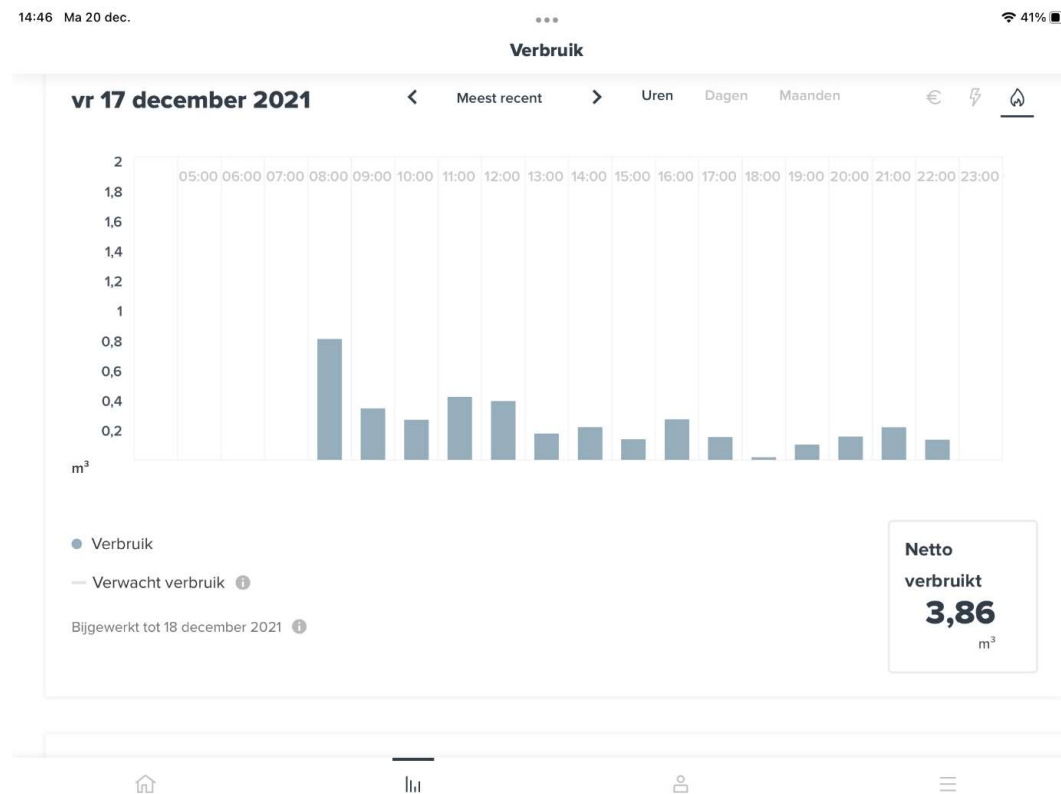 14:46 Ma 20 dec.
41%
Verbruik
vr 17 december 2021
Meest recent
Uren Dagen Maanden
€
2
05:00 06:00 07:00 08:00 09:00 10:00 11:00 12:00 13:00 14:00 15:00 16:00 17:00 18:00 19:00 20:00 21:00 22:00 23:00
1,8
1,6
1,4
1,2
1
0,8
0,6
0,4
0,2
m³
Verbruik
Verwacht verbruik
Bijgewerkt tot 18 december 2021
Netto
verbruikt
3,86
m³